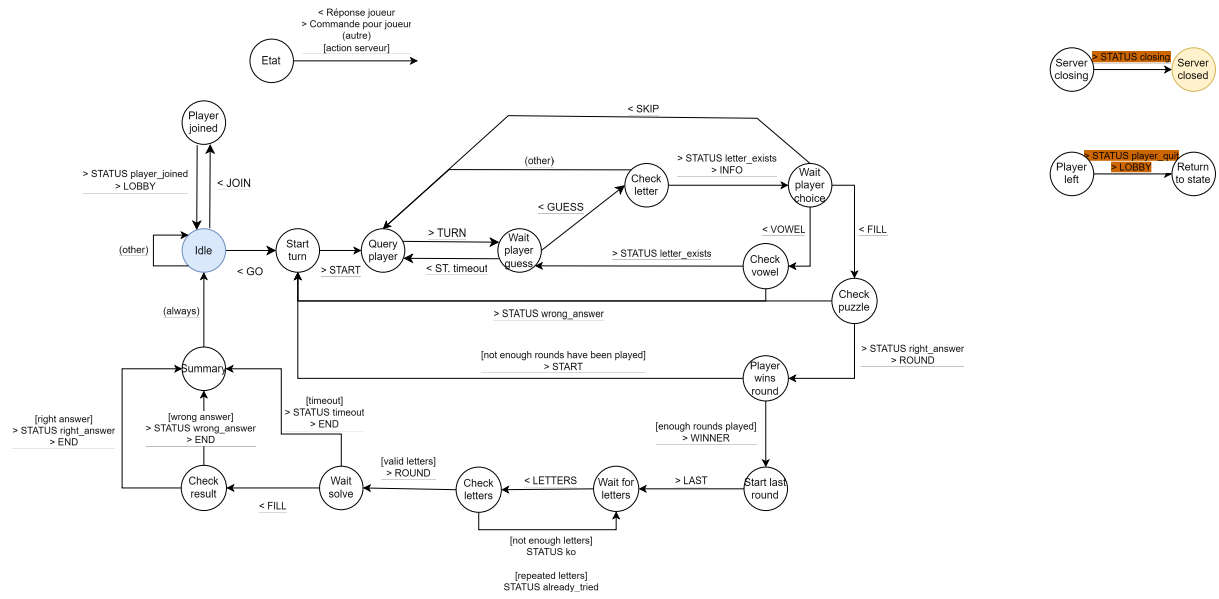 < Réponse joueur
> Commande pour joueur
(autre)
[action serveur]
Etat
> STATUS closing
Server
closing
Server
closed
Player
joined
< SKIP
> STATUS player_joined
> LOBBY
< JOIN
(other)
> STATUS letter_exists
> INFO
Check
letter
Wait
player
choice
> STATUS player_quit
> LOBBY
Player
left
Return
to state
< GUESS
(other)
Idle
< GO
Start
turn
> START
Query
player
> TURN
< ST. timeout
Wait
player
guess
> STATUS letter_exists
< VOWEL
< FILL
Check
vowel
Check
puzzle
(always)
> STATUS wrong_answer
[not enough rounds have been played]
> START
> STATUS right_answer
> ROUND
Summary
Player
wins
round
[right answer]
> STATUS right_answer
> END
[wrong answer]
> STATUS wrong_answer
> END
[timeout]
> STATUS timeout
> END
[enough rounds played]
> WINNER
[valid letters]
> ROUND
Check
result
< FILL
Wait
solve
Check
letters
< LETTERS
Wait for
letters
> LAST
Start last
round
[not enough letters]
STATUS ko
[repeated letters]
STATUS already_tried